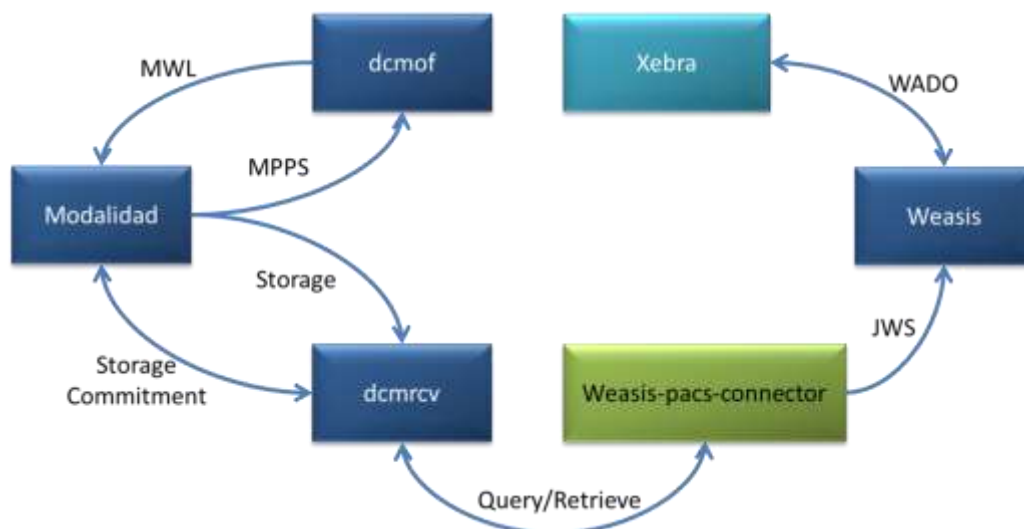 dcmof
Xebra
MWL
WADO
MPPS
Modalidad
Weasis
Storage
JWS
Storage
Commitment
dcmrcv
Weasis-pacs-connector
Query/Retrieve